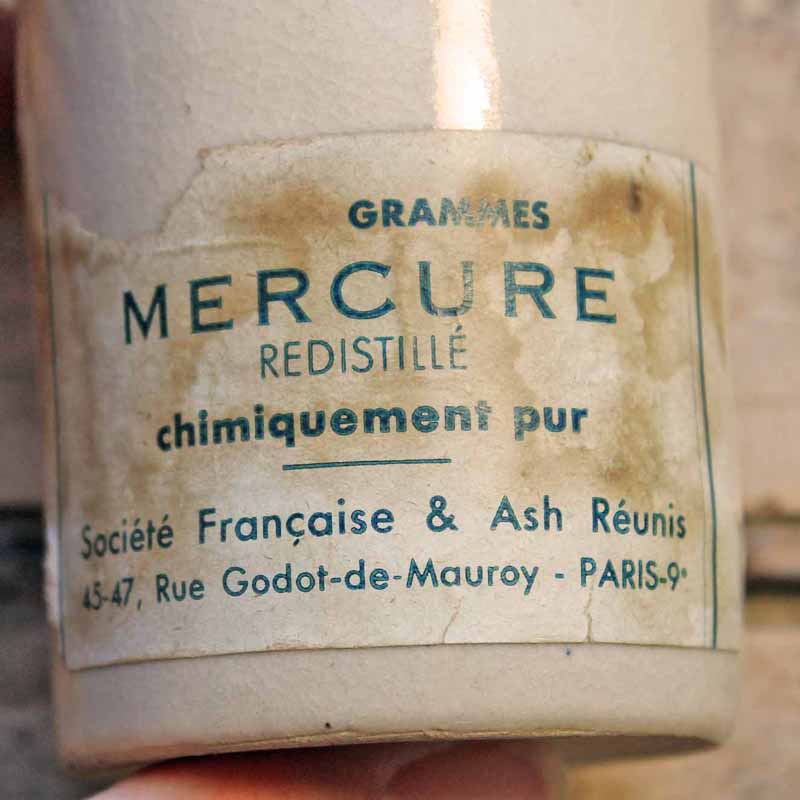 GRAMMES
MERCURE
REDISTILLÉ
chimiquement pur
Société Française & Ash Réunis
45-47, Rue Godot-de-Mauroy - PARIS-9ᵉ